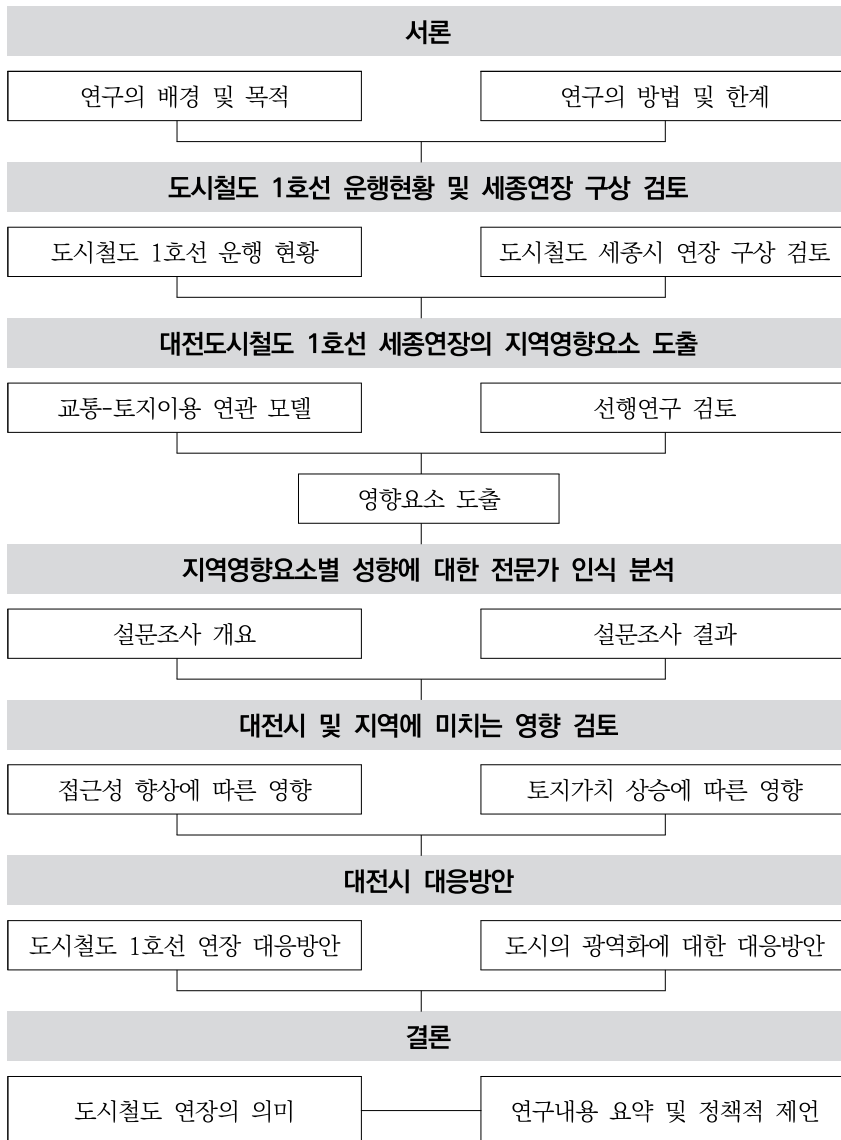 서론
연구의 배경 및 목적
연구의 방법 및 한계
도시철도 1호선 운행현황 및 세종연장 구상 검토
도시철도 1호선 운행 현황
도시철도 세종시 연장 구상 검토
대전도시철도 1호선 세종연장의 지역영향요소 도출
교통-토지이용 연관 모델
선행연구 검토
영향요소 도출
지역영향요소별 성향에 대한 전문가 인식 분석
설문조사 개요
설문조사 결과
대전시 및 지역에 미치는 영향 검토
접근성 향상에 따른 영향
토지가치 상승에 따른 영향
대전시 대응방안
도시철도 1호선 연장 대응방안
도시의 광역화에 대한 대응방안
결론
도시철도 연장의 의미
연구내용 요약 및 정책적 제언